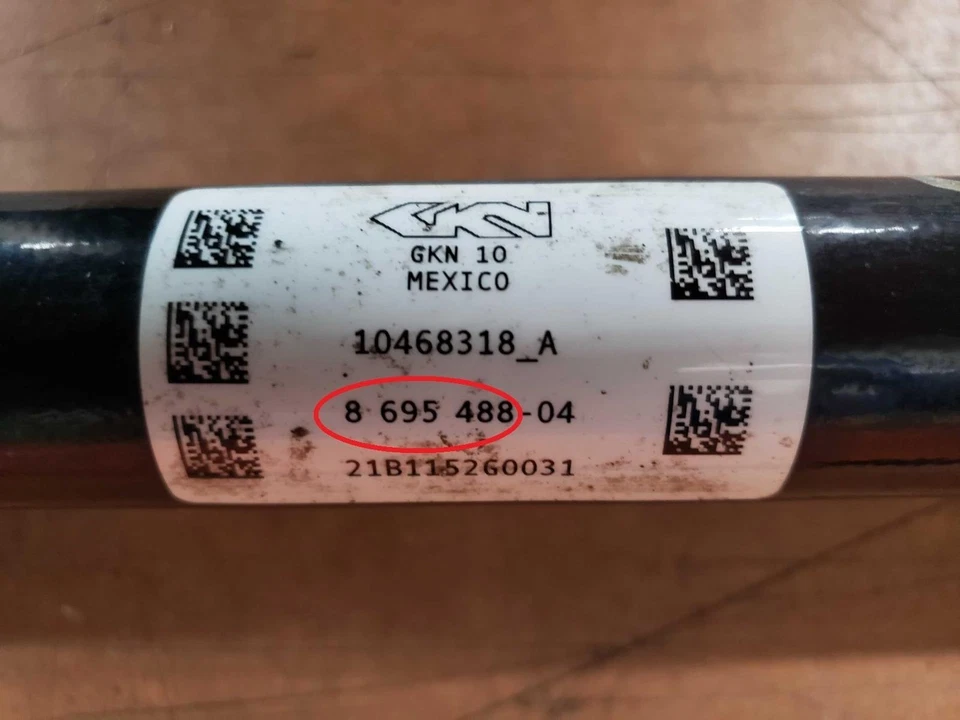 GKN
GKN 10
MEXICO
10468318_A
8 695 488-04
21B115260031